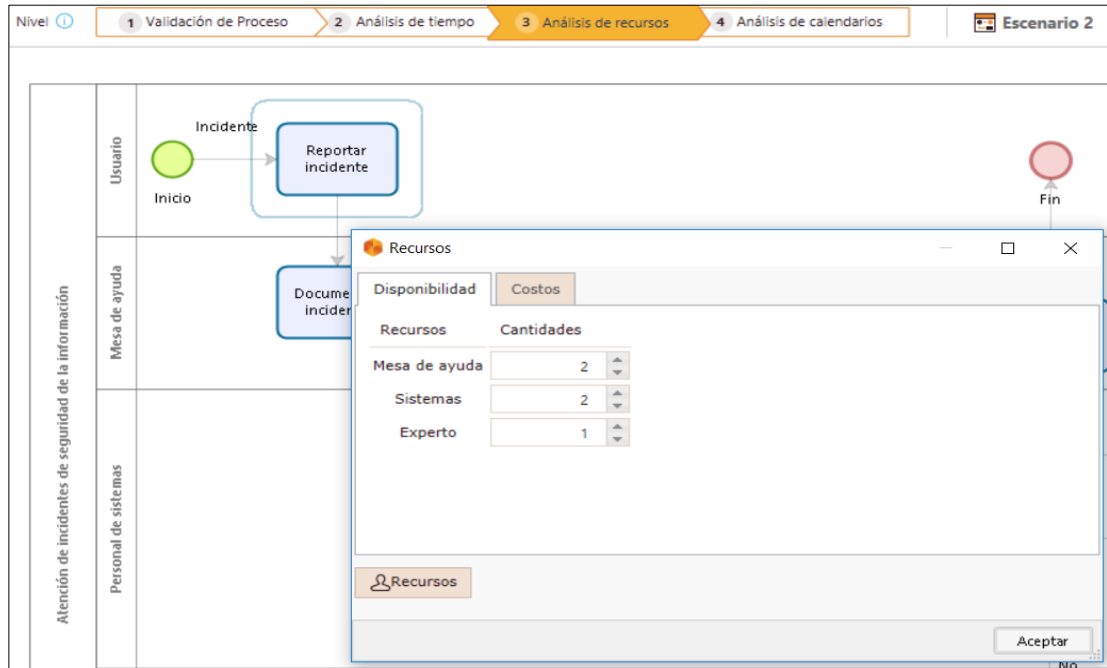 Nivel
1 Validación de Proceso
2 Análisis de tiempo
3 Análisis de recursos
4 Análisis de calendarios
Escenario 2
Atención de incidentes de seguridad de la información
Usuario
Incidente
Reportar
incidente
Inicio
Fin
Mesa de ayuda
Docume
incider
Personal de sistemas
Recursos
Disponibilidad
Costos
Recursos
Cantidades
Mesa de ayuda 2
Sistemas 2
Experto 1
Recursos
Aceptar
No